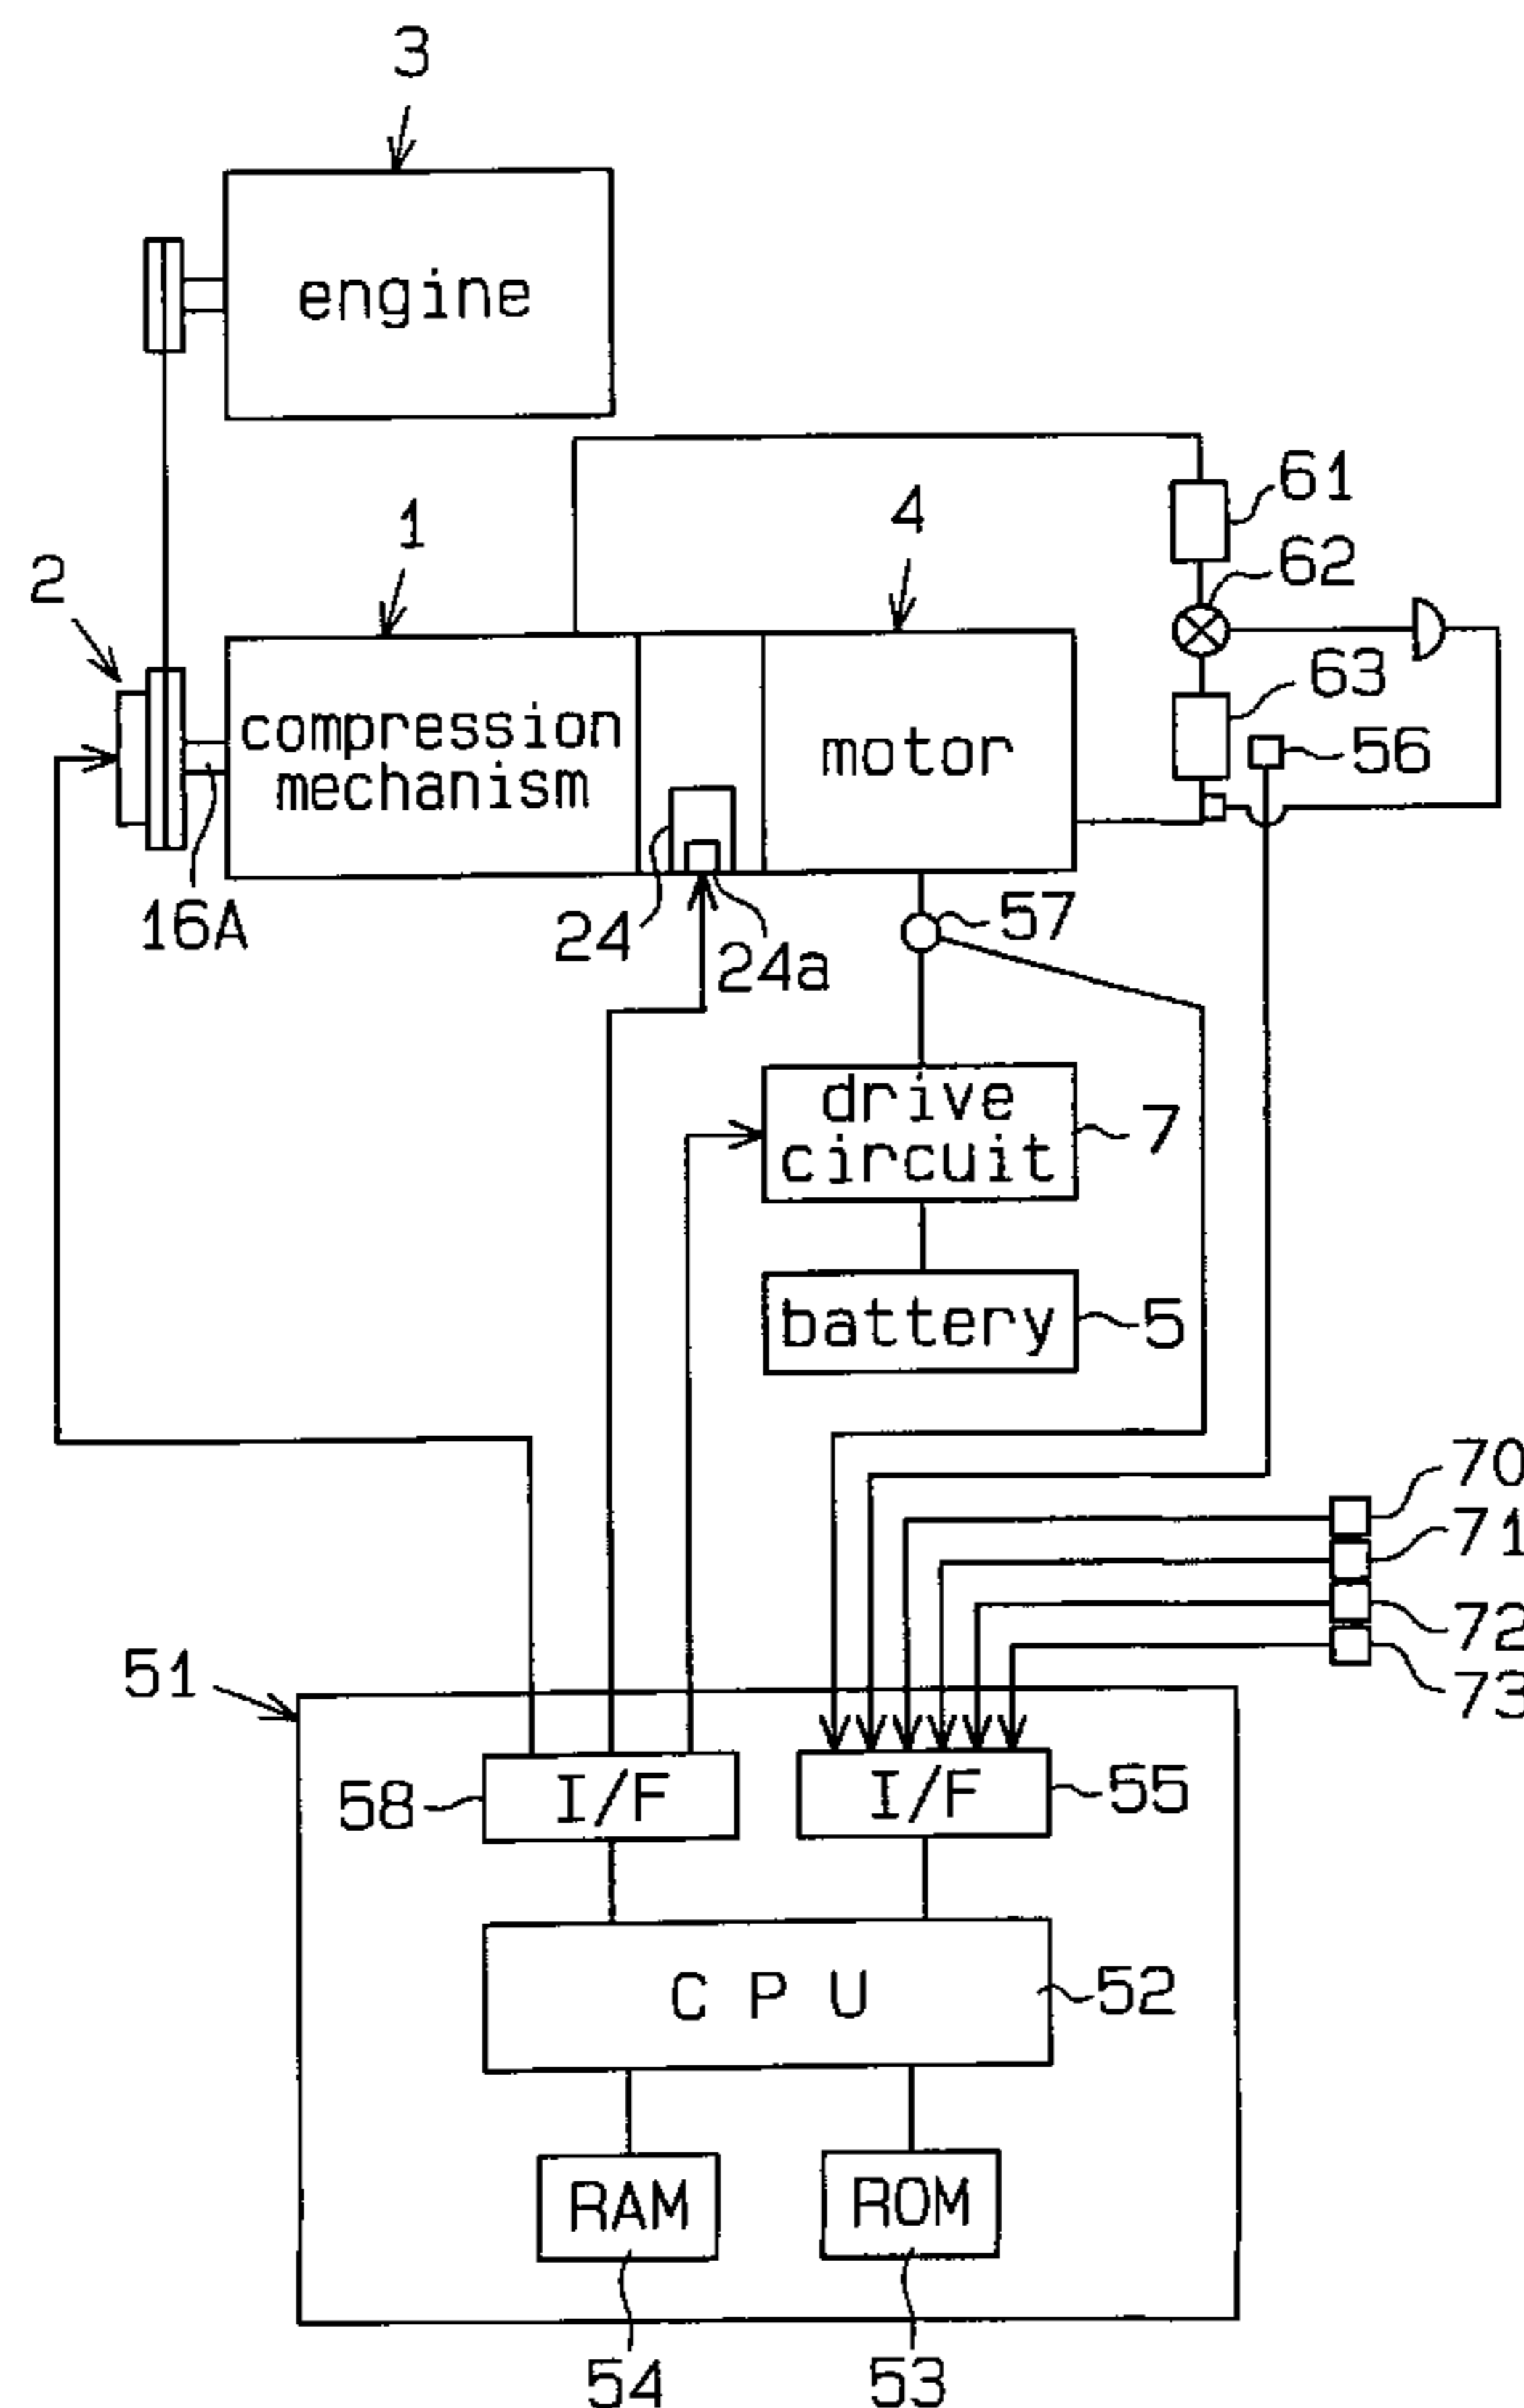 3
engine
61
1
4
62
2
63
compression
mechanism
motor
56
16A
24
24a
57
drive
circuit
7
battery
5
70
71
72
73
51
58
I/F
I/F
55
CPU
52
RAM
ROM
54
53